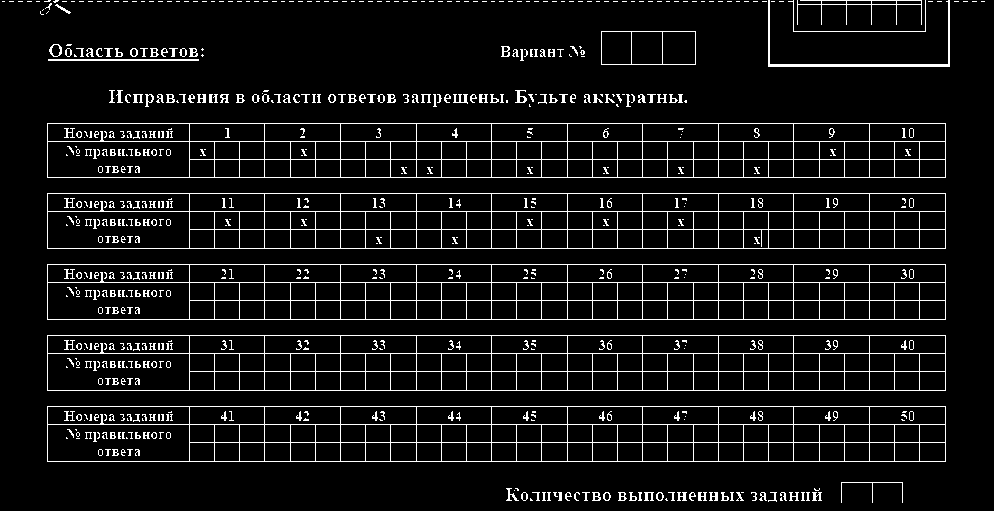 Область ответов:
Вариант №
Исправления в области ответов запрещены. Будьте аккуратны.
Номера заданий 1 2 3 4 5 6 7 8 9 10
№ правильного x x x x
ответа x x x x x x
Номера заданий 11 12 13 14 15 16 17 18 19 20
№ правильного x x x x x
ответа x x x
Номера заданий 21 22 23 24 25 26 27 28 29 30
№ правильного
ответа
Номера заданий 31 32 33 34 35 36 37 38 39 40
№ правильного
ответа
Номера заданий 41 42 43 44 45 46 47 48 49 50
№ правильного
ответа
Количество выполненных заданий